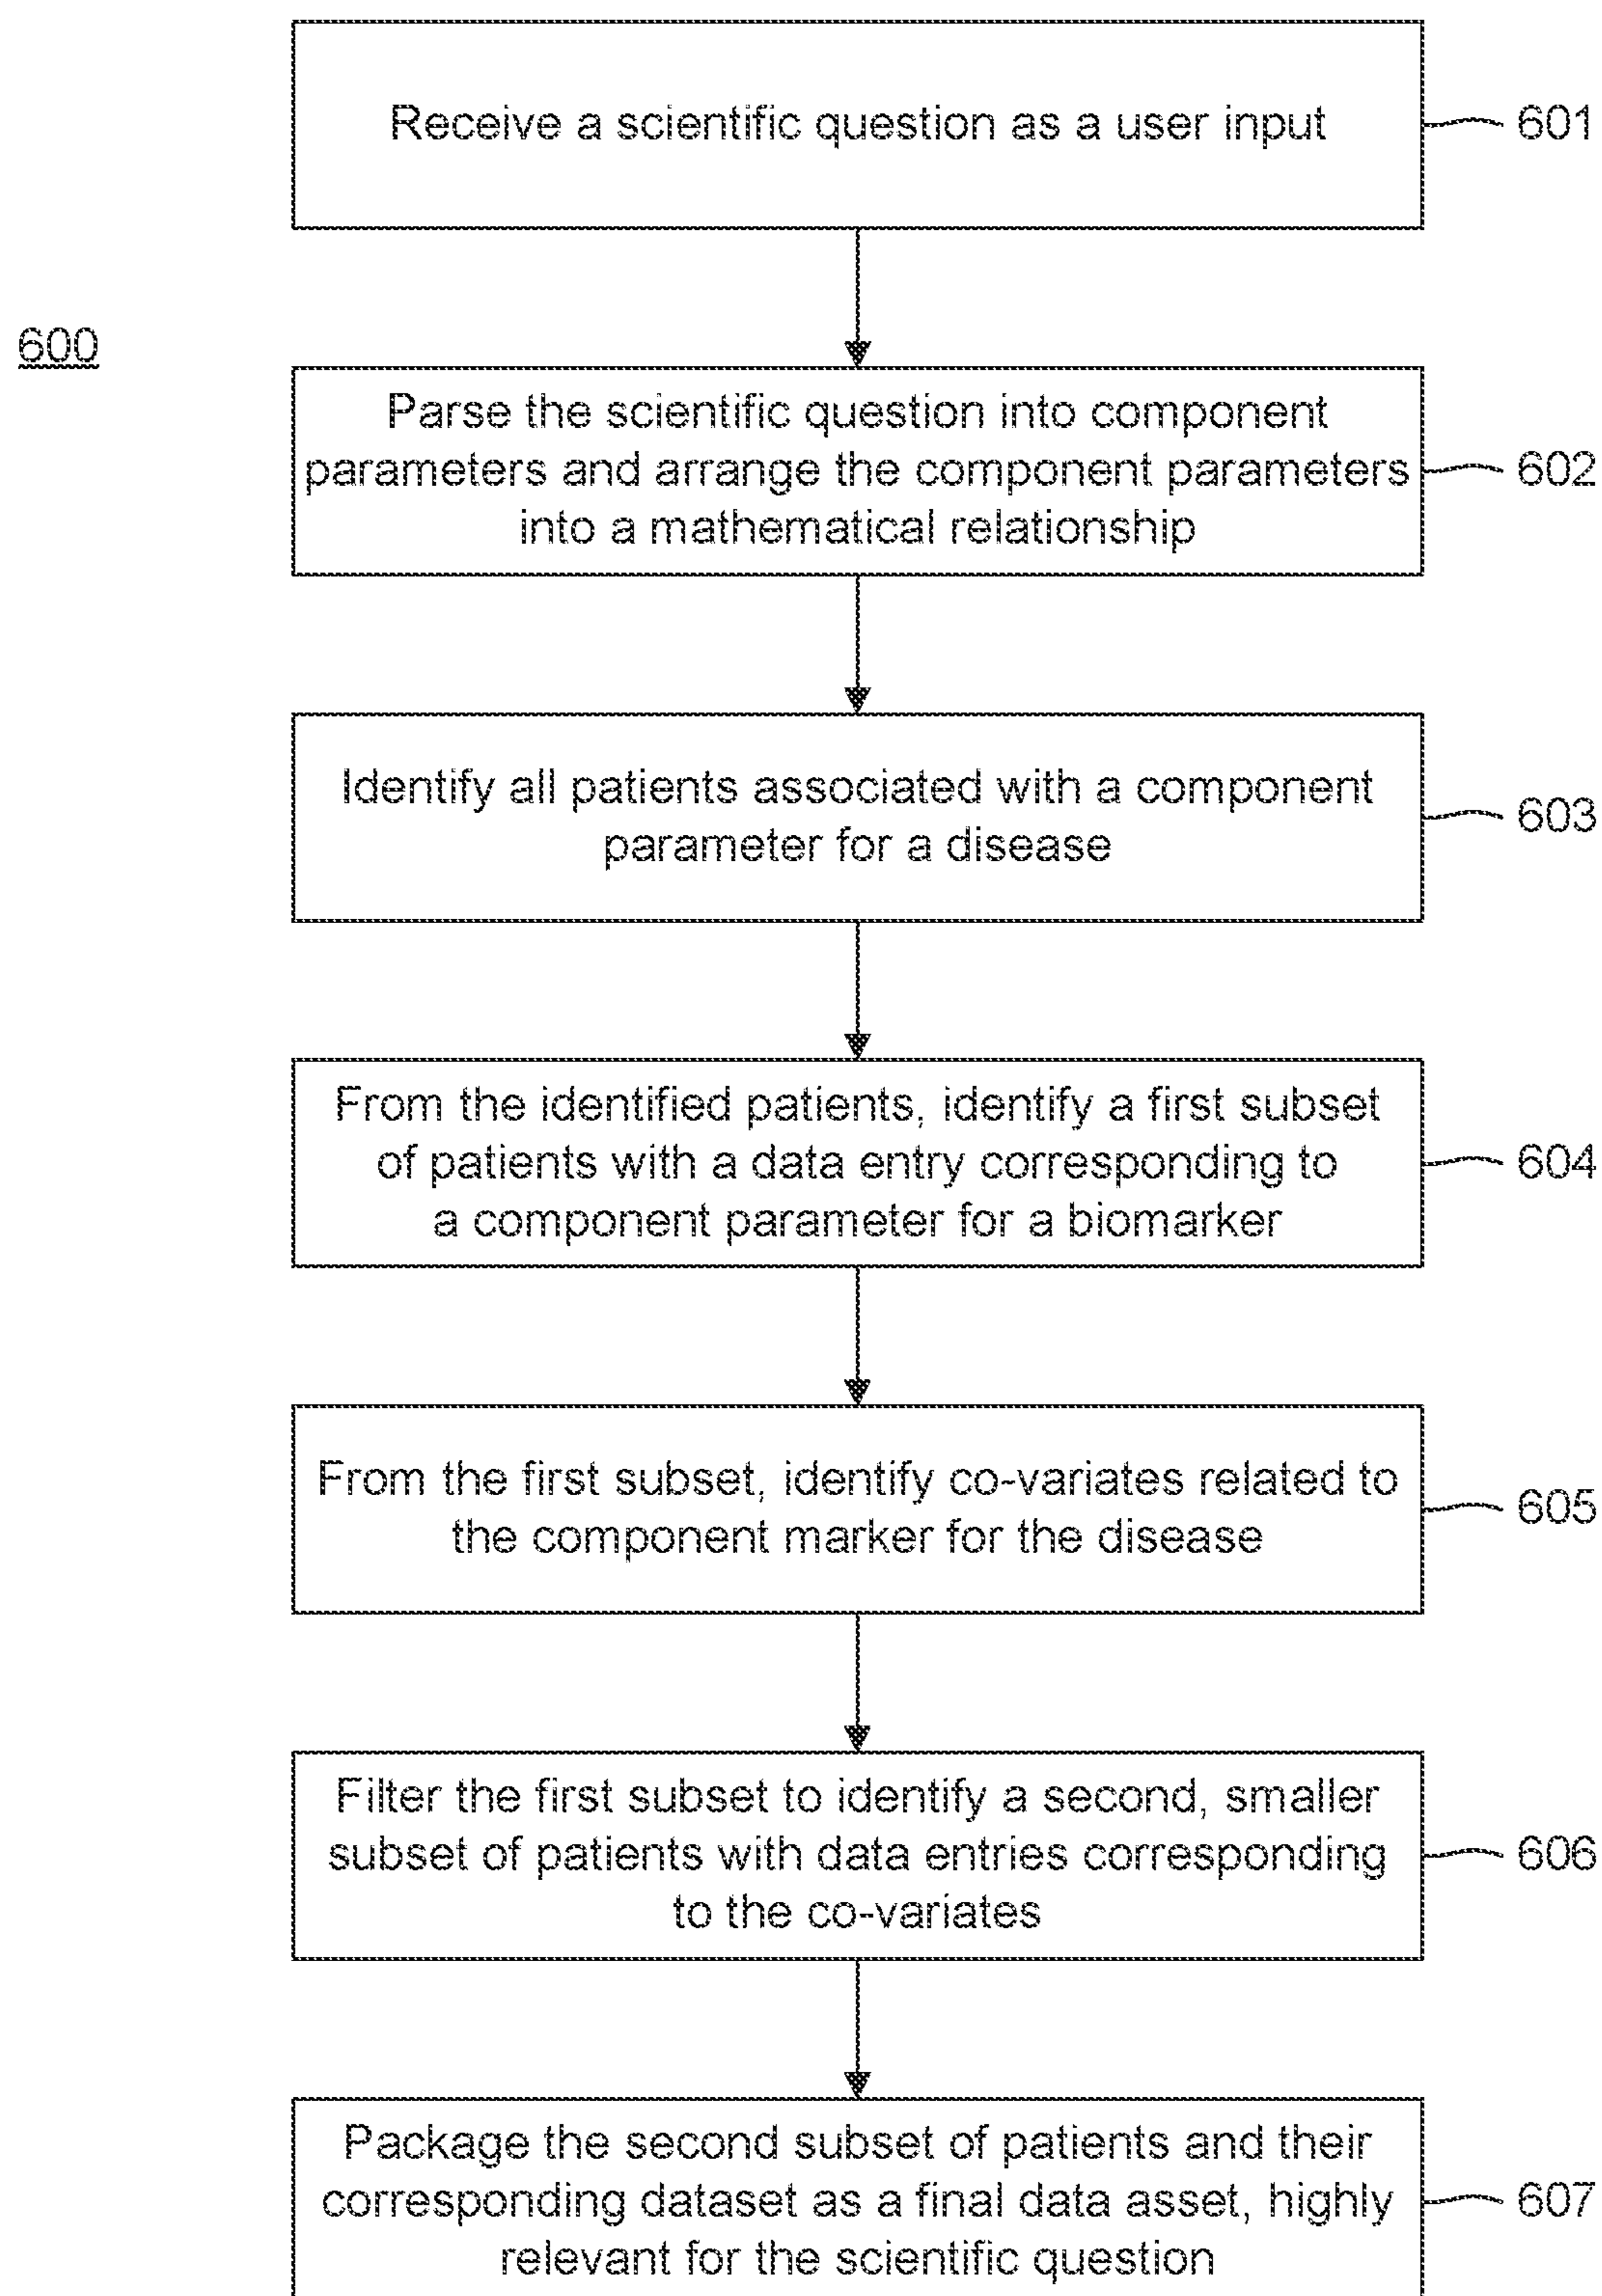 Receive a scientific question as a user input
601
600
Parse the scientific question into component
parameters and arrange the component parameters
into a mathematical relationship
602
Identify all patients associated with a component
parameter for a disease
603
From the identified patients, identify a first subset
of patients with a data entry corresponding to
a component parameter for a biomarker
604
From the first subset, identify co-variates related to
the component marker for the disease
605
Filter the first subset to identify a second, smaller
subset of patients with data entries corresponding
to the co-variates
606
Package the second subset of patients and their
corresponding dataset as a final data asset, highly
relevant for the scientific question
607